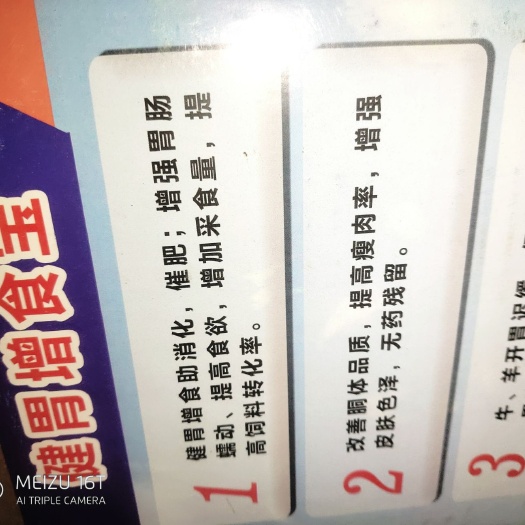 健胃增食宝
1
健胃增食助消化，催肥；增强胃肠
蠕动、提高食欲，增加采食量，提
高饲料转化率。
2
改善胴体品质，提高瘦肉率，增强
皮肤色泽，无药残留。
3
牛、羊开胃迟缓
MEIZU 16T
AI TRIPLE CAMERA